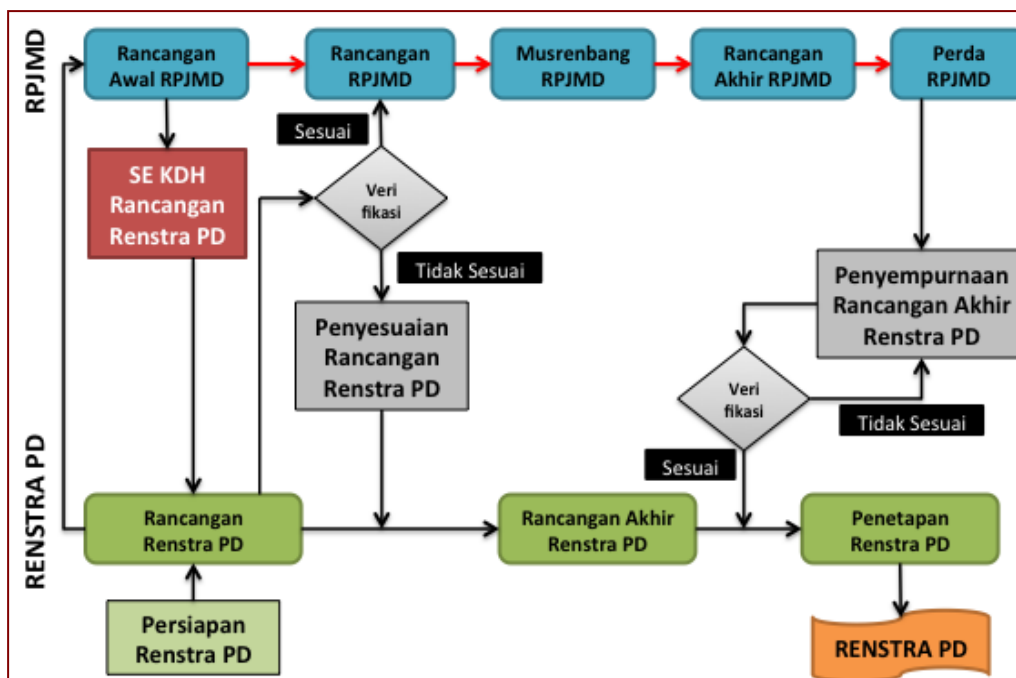 RPJMD
Rancangan
Awal RPJMD
Rancangan
RPJMD
Musrenbang
RPJMD
Rancangan
Akhir RPJMD
Perda
RPJMD
Sesuai
SE KDH
Rancangan
Renstra PD
Veri
fikasi
Tidak Sesuai
Penyesuaian
Rancangan
Renstra PD
Penyempurnaan
Rancangan Akhir
Renstra PD
Veri
fikasi
Tidak Sesuai
Sesuai
RENSTRA PD
Rancangan
Renstra PD
Rancangan Akhir
Renstra PD
Penetapan
Renstra PD
Persiapan
Renstra PD
RENSTRA PD